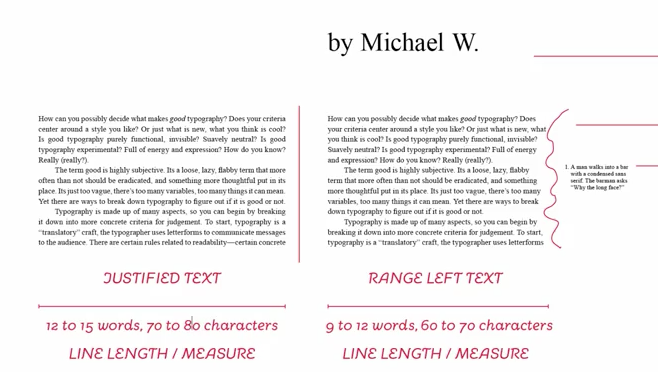 by Michael W.
How can you possibly decide what makes good typography? Does your criteria
center around a style you like? Or just what is new, what you think is cool?
Is good typography purely functional, invisible? Suavely neutral? Is good
typography experimental? Full of energy and expression? How do you know?
Really (really?).
The term good is highly subjective. Its a loose, lazy, flabby term that more
often than not should be eradicated, and something more thoughtful put in its
place. Its just too vague, there's too many variables, too many things it can mean.
Yet there are ways to break down typography to figure out if it is good or not.
Typography is made up of many aspects, so you can begin by breaking
it down into more concrete criteria for judgement. To start, typography is a
“translatory” craft, the typographer uses letterforms to communicate messages
to the audience. There are certain rules related to readability—certain concrete
JUSTIFIED TEXT
12 to 15 words, 70 to 80 characters
LINE LENGTH / MEASURE
How can you possibly decide what makes good typography? Does
your criteria center around a style you like? Or just what is new, what
you think is cool? Is good typography purely functional, invisible?
Suavely neutral? Is good typography experimental? Full of energy
and expression? How do you know? Really (really?).
The term good is highly subjective. Its a loose, lazy, flabby
term that more often than not should be eradicated, and something
more thoughtful put in its place. Its just too vague, there's too many
variables, too many things it can mean. Yet there are ways to break
down typography to figure out if it is good or not.
Typography is made up of many aspects, so you can begin by
breaking it down into more concrete criteria for judgement. To start,
typography is a “translatory” craft, the typographer uses letterforms
RANGE LEFT TEXT
9 to 12 words, 60 to 70 characters
LINE LENGTH / MEASURE
1. A man walks into a bar
with a condensed sans
serif. The barman asks
“Why the long face?”